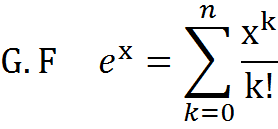 G. F $e^{x} = \sum_{k=0}^{n} \frac{x^{k}}{k!}$